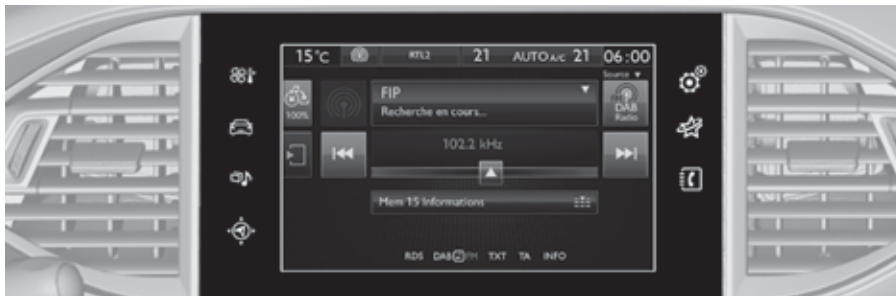 15°C RTL2 21 AUTO A/C 21 06:00
Source
100%
FIP
Recherche en cours...
DAB
Radio
102.2 kHz
Mem 15 Informations
RDS DAB FM TXT TA INFO